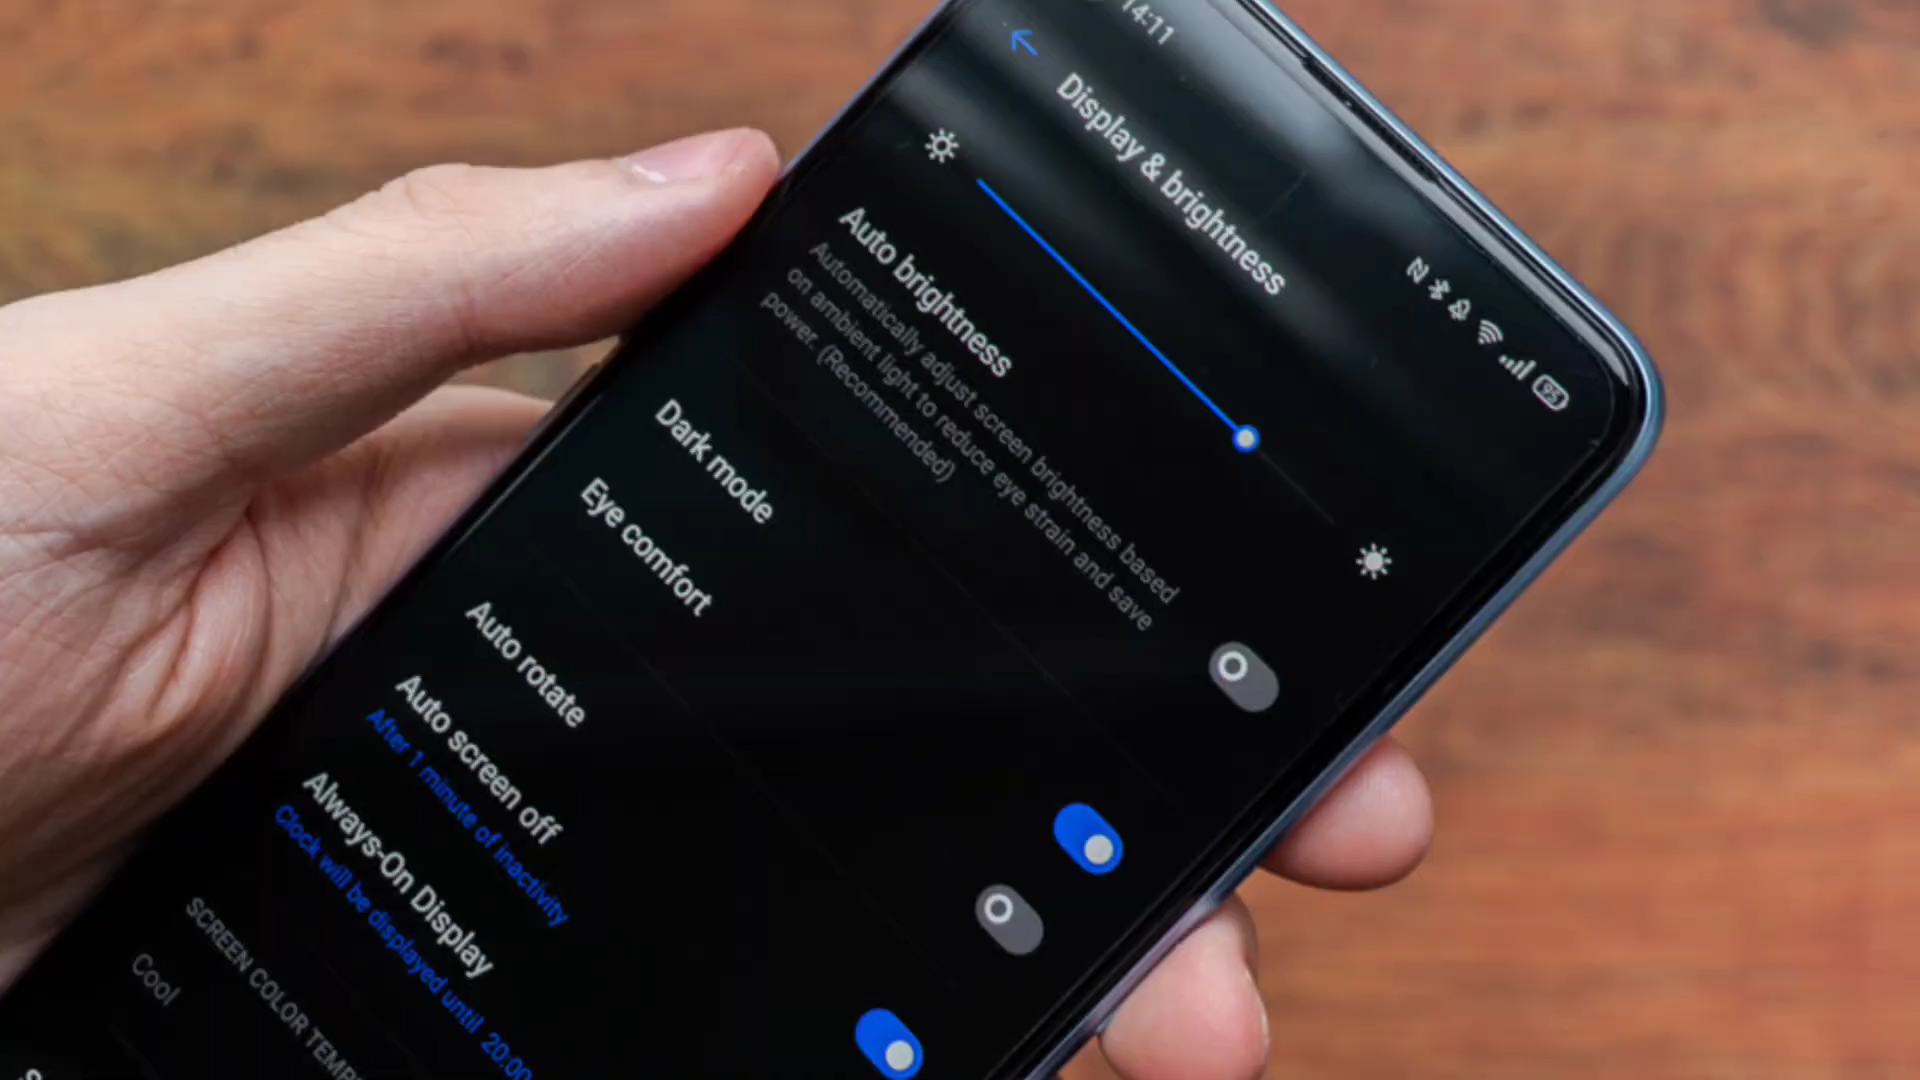 14:11
95
Display & brightness
Auto brightness
Automatically adjust screen brightness based
on ambient light to reduce eye strain and save
power. (Recommended)
Dark mode
Eye comfort
Auto rotate
Auto screen off
After 1 minute of inactivity
Always-On Display
Clock will be displayed until 20:00
SCREEN COLOR
Cool